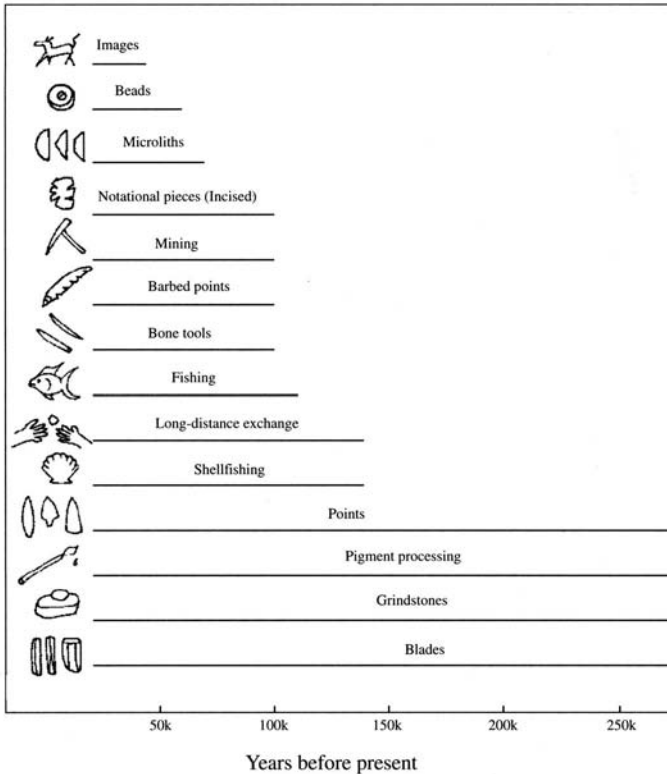 Images
Beads
Microliths
Notational pieces (Incised)
Mining
Barbed points
Bone tools
Fishing
Long-distance exchange
Shellfishing
Points
Pigment processing
Grindstones
Blades
50k 100k 150k 200k 250k
Years before present